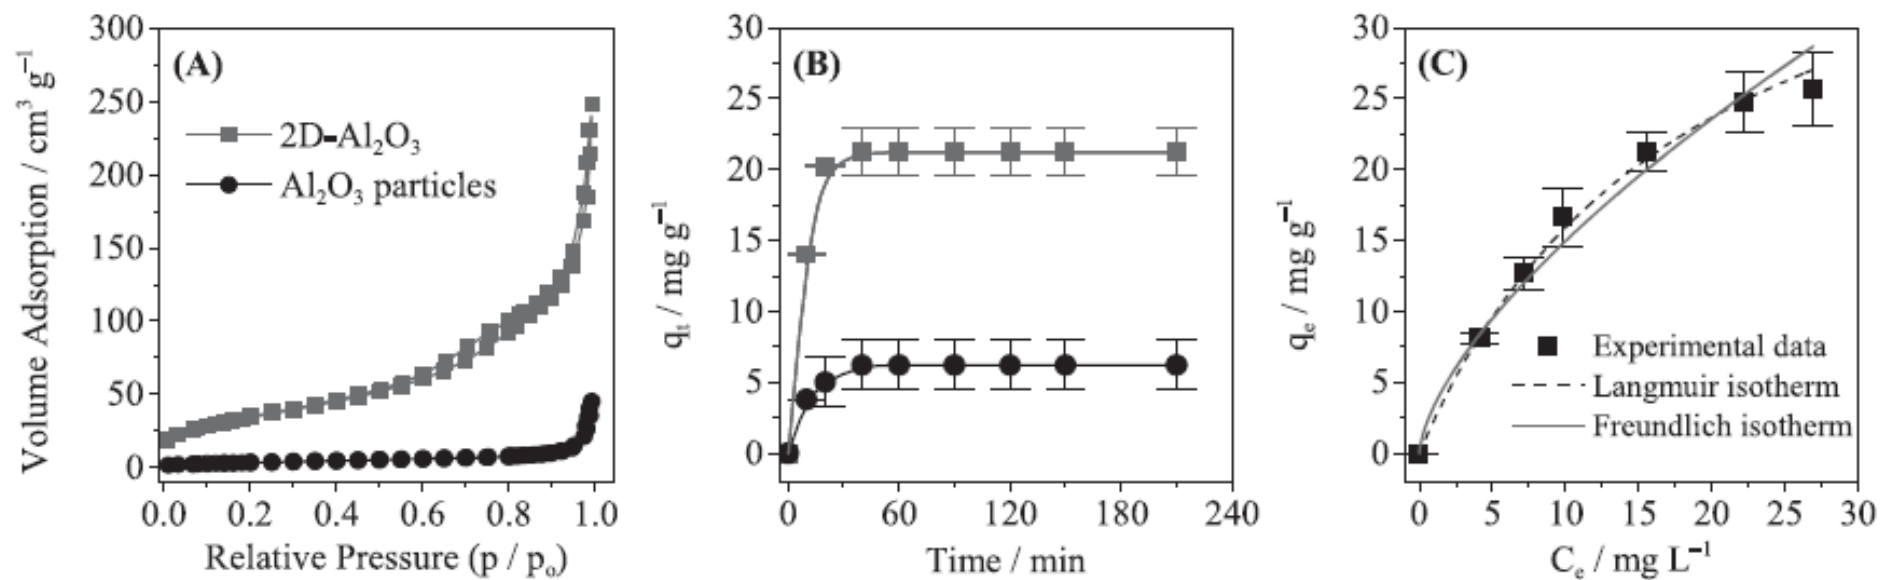 (A)
300
250
200
150
100
50
0
Volume Adsorption / cm³ g⁻¹
2D-Al₂O₃
Al₂O₃ particles
0.0 0.2 0.4 0.6 0.8 1.0
Relative Pressure (p / pₒ)
(B)
30
25
20
15
10
5
0
qₜ / mg g⁻¹
0 60 120 180 240
Time / min
(C)
30
25
20
15
10
5
0
qₑ / mg g⁻¹
Experimental data
Langmuir isotherm
Freundlich isotherm
0 5 10 15 20 25 30
Cₑ / mg L⁻¹